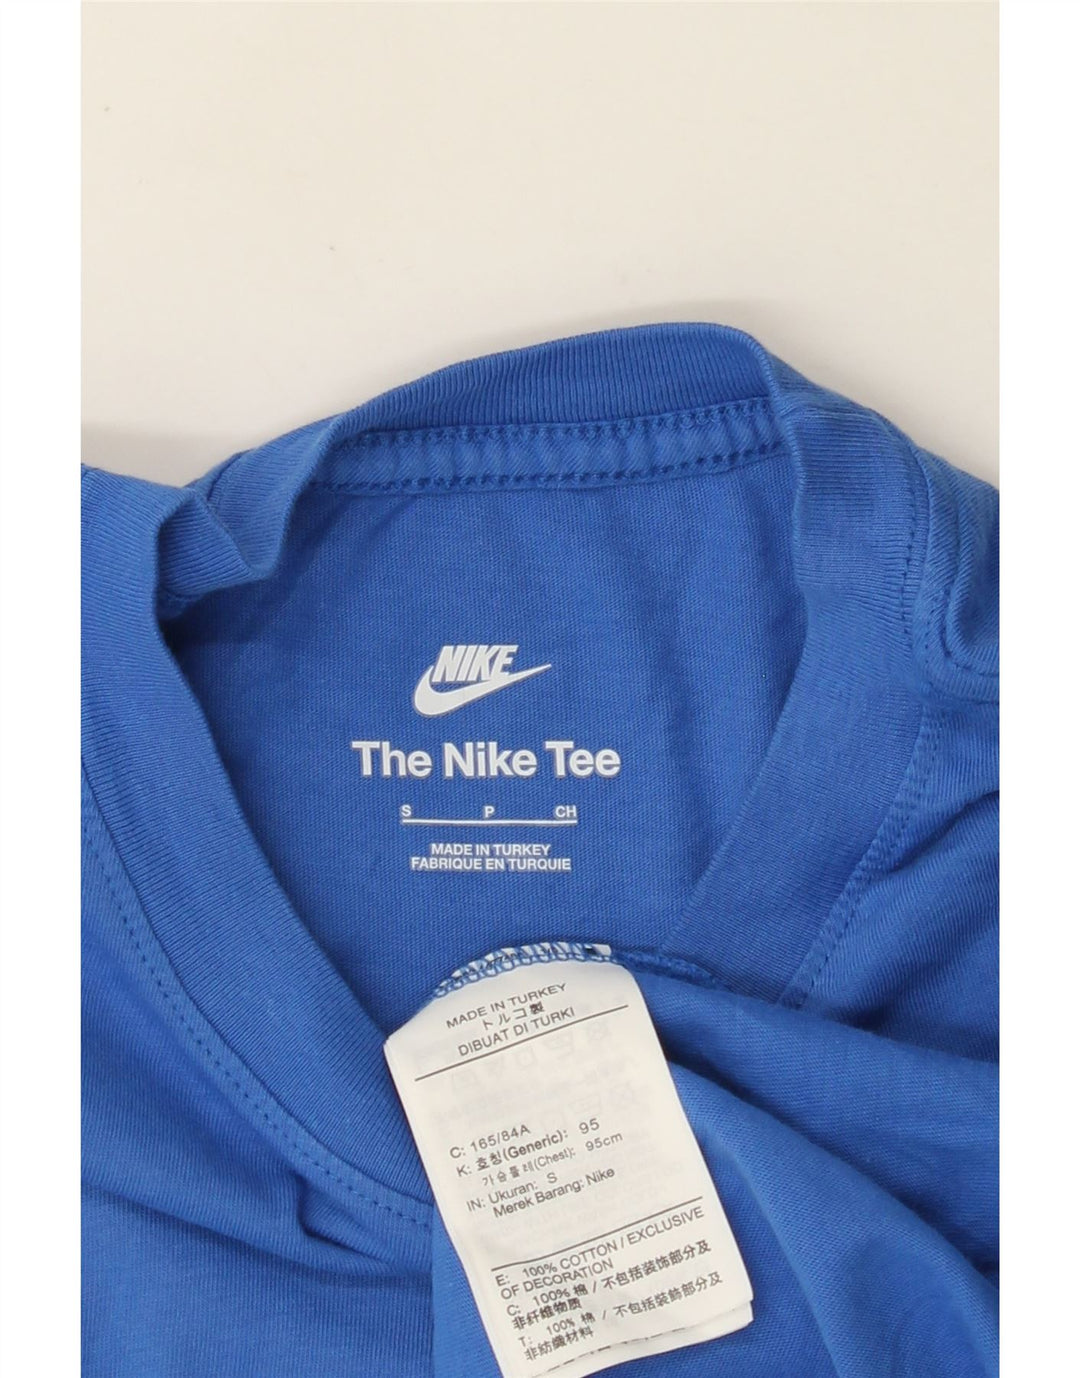 NIKE
The Nike Tee
S P CH
MADE IN TURKEY
FABRIQUE EN TURQUIE
MADE IN TURKEY
トルコ製
DIBUAT DI TURKI
C: 165/84A
K: 호칭(Generic): 95
가슴둘레(Chest): 95cm
IN: Ukuran: S
Merek Barang: Nike
E: 100% COTTON / EXCLUSIVE
OF DECORATION
C: 100% 棉 / 不包括装饰部分及
非纤维物质
T: 100% 棉 / 不包括裝飾部分及
非紡織材料